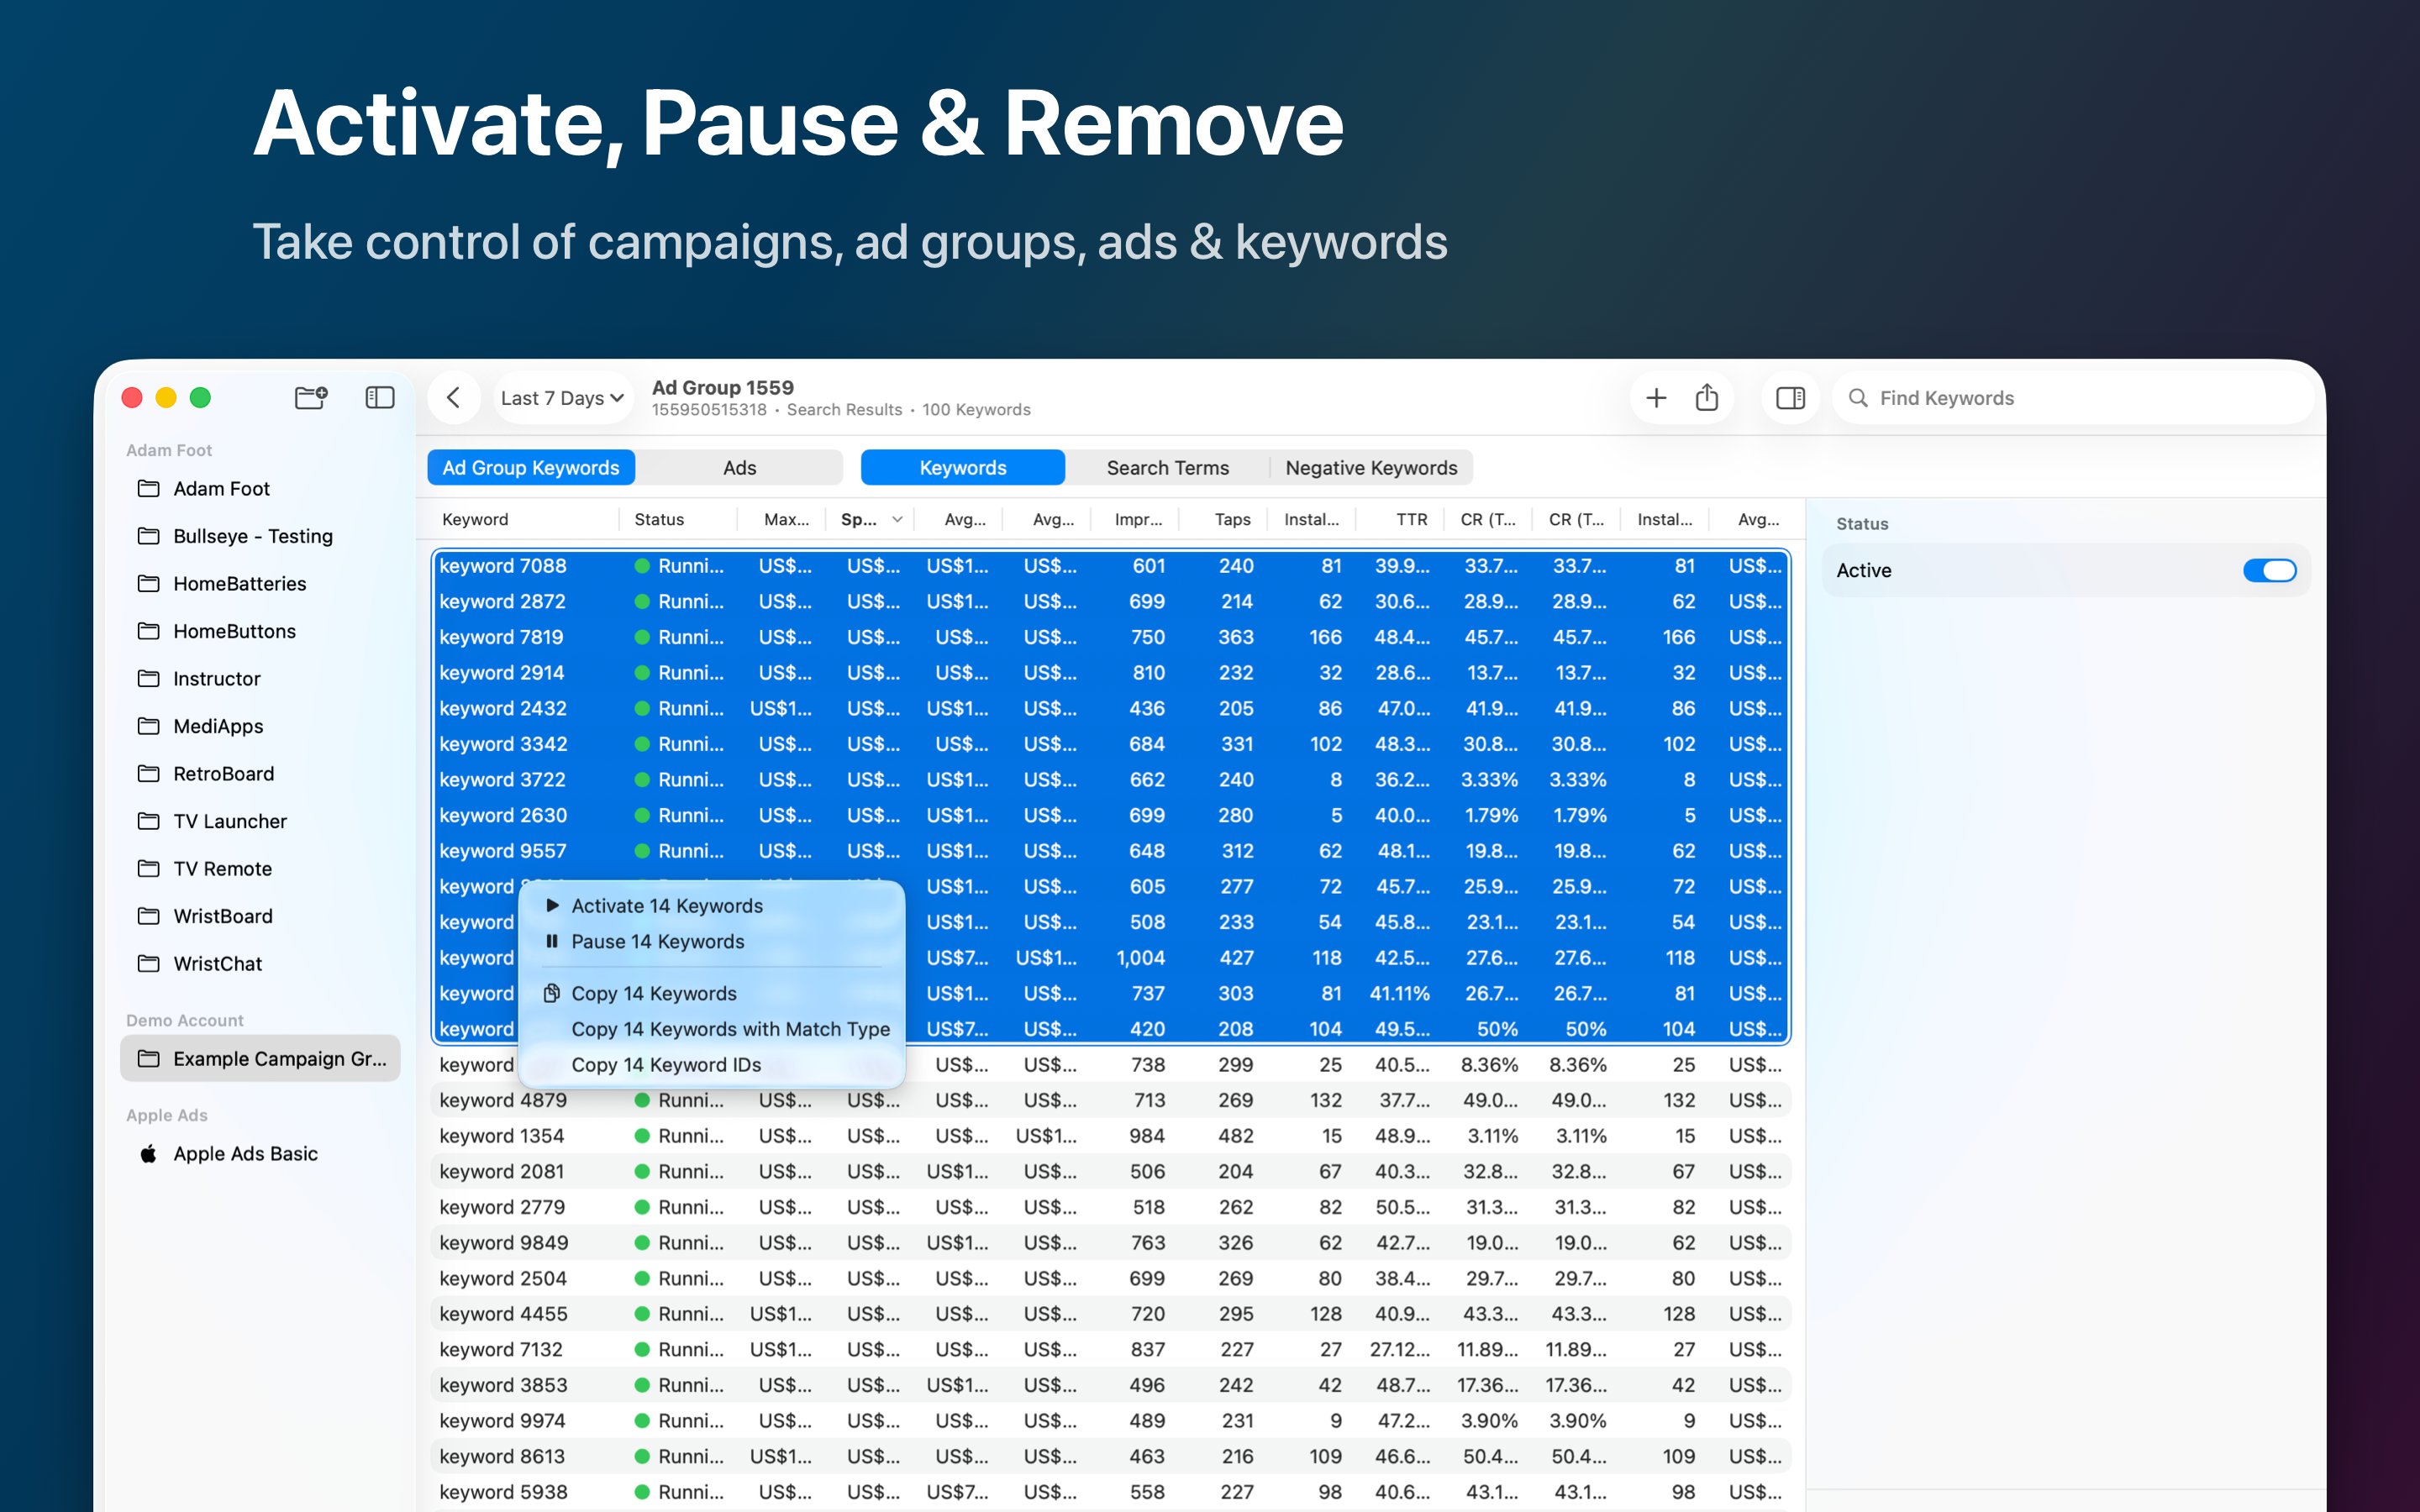 Activate, Pause & Remove
Take control of campaigns, ad groups, ads & keywords
Last 7 Days
Ad Group 1559
155950515318 • Search Results • 100 Keywords
Find Keywords
Adam Foot
Adam Foot
Bullseye - Testing
HomeBatteries
HomeButtons
Instructor
MediApps
RetroBoard
TV Launcher
TV Remote
WristBoard
WristChat
Demo Account
Example Campaign Gr...
Apple Ads
Apple Ads Basic
Ad Group Keywords Ads Keywords Search Terms Negative Keywords
Keyword Status Max... Sp... Avg... Avg... Impr... Taps Instal... TTR CR (T... CR (T... Instal... Avg...
keyword 7088 Runni... US$... US$... US$1... US$... 601 240 81 39.9... 33.7... 33.7... 81 US$...
keyword 2872 Runni... US$... US$... US$1... US$... 699 214 62 30.6... 28.9... 28.9... 62 US$...
keyword 7819 Runni... US$... US$... US$... US$... 750 363 166 48.4... 45.7... 45.7... 166 US$...
keyword 2914 Runni... US$... US$... US$... US$... 810 232 32 28.6... 13.7... 13.7... 32 US$...
keyword 2432 Runni... US$1... US$... US$1... US$... 436 205 86 47.0... 41.9... 41.9... 86 US$...
keyword 3342 Runni... US$... US$... US$... US$... 684 331 102 48.3... 30.8... 30.8... 102 US$...
keyword 3722 Runni... US$... US$... US$1... US$... 662 240 8 36.2... 3.33% 3.33% 8 US$...
keyword 2630 Runni... US$... US$... US$1... US$... 699 280 5 40.0... 1.79% 1.79% 5 US$...
keyword 9557 Runni... US$... US$... US$1... US$... 648 312 62 48.1... 19.8... 19.8... 62 US$...
keyword US$1... US$... 605 277 72 45.7... 25.9... 25.9... 72 US$...
keyword US$1... US$... 508 233 54 45.8... 23.1... 23.1... 54 US$...
keyword US$7... US$1... 1,004 427 118 42.5... 27.6... 27.6... 118 US$...
keyword US$1... US$... 737 303 81 41.11% 26.7... 26.7... 81 US$...
keyword US$7... US$... 420 208 104 49.5... 50% 50% 104 US$...
keyword US$... US$... 738 299 25 40.5... 8.36% 8.36% 25 US$...
keyword 4879 Runni... US$... US$... US$... US$... 713 269 132 37.7... 49.0... 49.0... 132 US$...
keyword 1354 Runni... US$... US$... US$... US$1... 984 482 15 48.9... 3.11% 3.11% 15 US$...
keyword 2081 Runni... US$... US$... US$1... US$... 506 204 67 40.3... 32.8... 32.8... 67 US$...
keyword 2779 Runni... US$... US$... US$... US$... 518 262 82 50.5... 31.3... 31.3... 82 US$...
keyword 9849 Runni... US$... US$... US$1... US$... 763 326 62 42.7... 19.0... 19.0... 62 US$...
keyword 2504 Runni... US$... US$... US$... US$... 699 269 80 38.4... 29.7... 29.7... 80 US$...
keyword 4455 Runni... US$1... US$... US$... US$... 720 295 128 40.9... 43.3... 43.3... 128 US$...
keyword 7132 Runni... US$1... US$... US$... US$... 837 227 27 27.12... 11.89... 11.89... 27 US$...
keyword 3853 Runni... US$... US$... US$1... US$... 496 242 42 48.7... 17.36... 17.36... 42 US$...
keyword 9974 Runni... US$... US$... US$... US$... 489 231 9 47.2... 3.90% 3.90% 9 US$...
keyword 8613 Runni... US$1... US$... US$... US$... 463 216 109 46.6... 50.4... 50.4... 109 US$...
keyword 5938 Runni... US$... US$... US$7... US$... 558 227 98 40.6... 43.1... 43.1... 98 US$...
Activate 14 Keywords
Pause 14 Keywords
Copy 14 Keywords
Copy 14 Keywords with Match Type
Copy 14 Keyword IDs
Status
Active